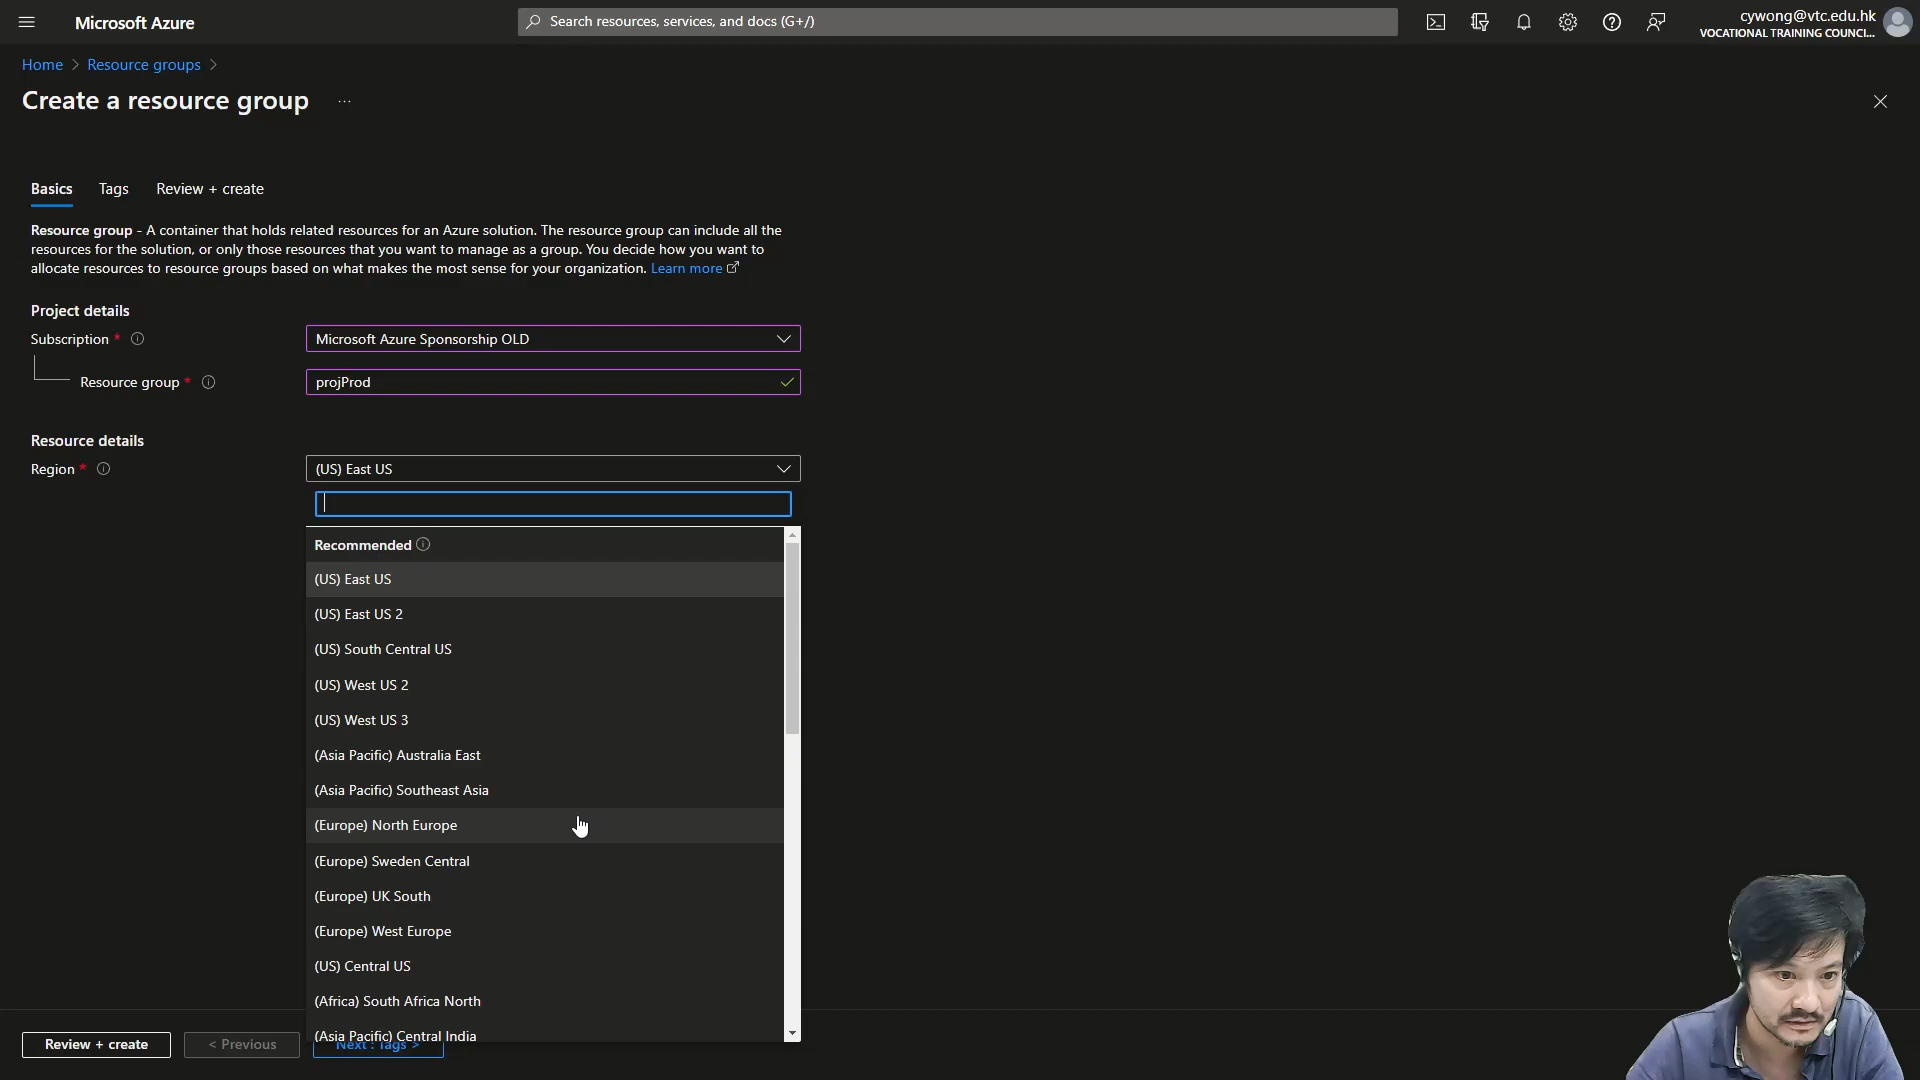 Microsoft Azure
Search resources, services, and docs (G+/)
cywong@vtc.edu.hk
VOCATIONAL TRAINING COUNCI...
Home > Resource groups >
Create a resource group ...
Basics Tags Review + create
Resource group - A container that holds related resources for an Azure solution. The resource group can include all the
resources for the solution, or only those resources that you want to manage as a group. You decide how you want to
allocate resources to resource groups based on what makes the most sense for your organization. Learn more
Project details
Subscription * Microsoft Azure Sponsorship OLD
Resource group * projProd
Resource details
Region * (US) East US
Recommended
(US) East US
(US) East US 2
(US) South Central US
(US) West US 2
(US) West US 3
(Asia Pacific) Australia East
(Asia Pacific) Southeast Asia
(Europe) North Europe
(Europe) Sweden Central
(Europe) UK South
(Europe) West Europe
(US) Central US
(Africa) South Africa North
(Asia Pacific) Central India
Review + create < Previous Next : Tags >